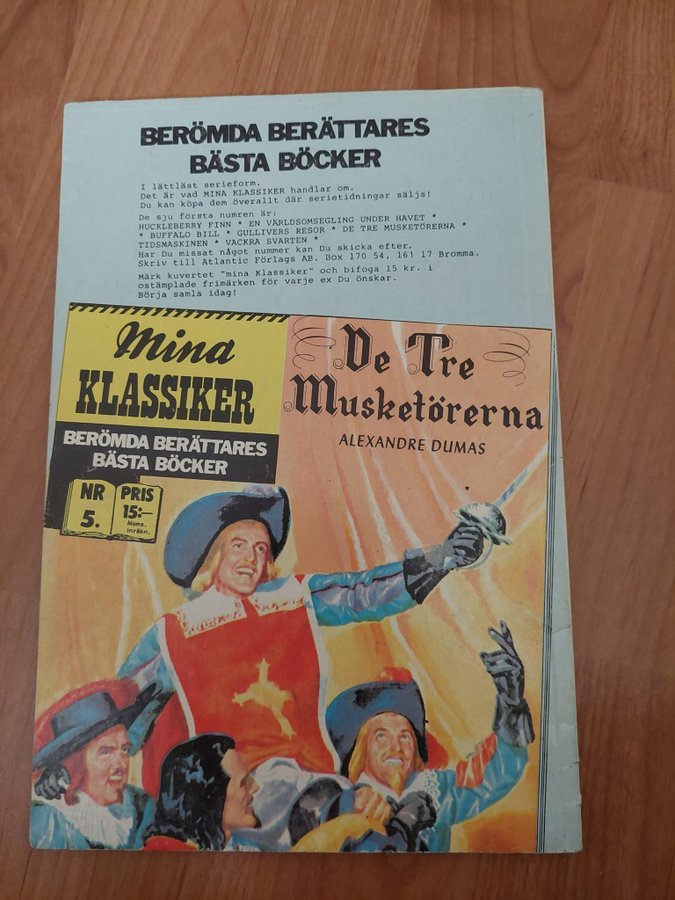 BERÖMDA BERÄTTARES
BÄSTA BÖCKER
I lättläst serieform.
Det är vad MINA KLASSIKER handlar om.
Du kan köpa dem överallt där serietidningar säljs!
De sju första numren är:
HUCKLEBERRY FINN * EN VÄRLDSOMSEGLING UNDER HAVET *
* BUFFALO BILL * GULLIVERS RESOR * DE TRE MUSKETÖRERNA *
TIDSMASKINEN * VACKRA SVARTEN *
Har Du missat något nummer kan Du skicka efter.
Skriv till Atlantic Förlags AB. Box 170 54, 161 17 Bromma.
Märk kuvertet "mina Klassiker" och bifoga 15 kr. i
ostämplade frimärken för varje ex Du önskar.
Börja samla idag!
Mina
KLASSIKER
BERÖMDA BERÄTTARES
BÄSTA BÖCKER
NR
5.
PRIS
15:-
Moms.
inräkn.
De Tre
Musketörerna
ALEXANDRE DUMAS